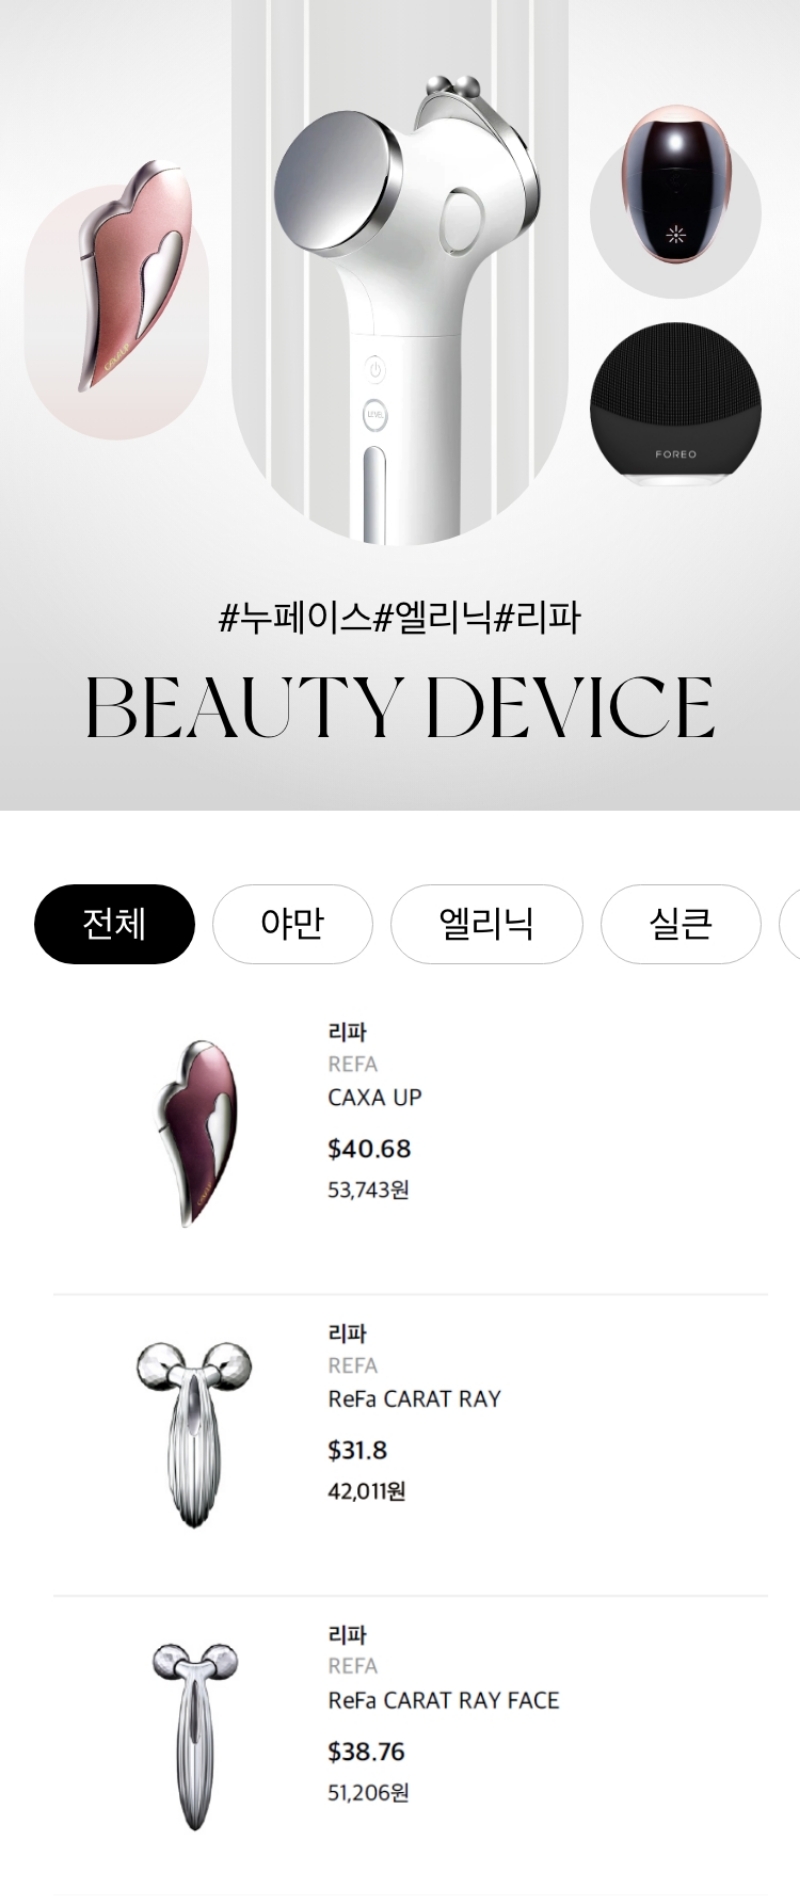 LEVEL
FOREO
#누페이스#엘리닉#리파
BEAUTY DEVICE
전체
야만
엘리닉
실큰
리파
REFA
CAXA UP
$40.68
53,743원
리파
REFA
ReFa CARAT RAY
$31.8
42,011원
리파
REFA
ReFa CARAT RAY FACE
$38.76
51,206원